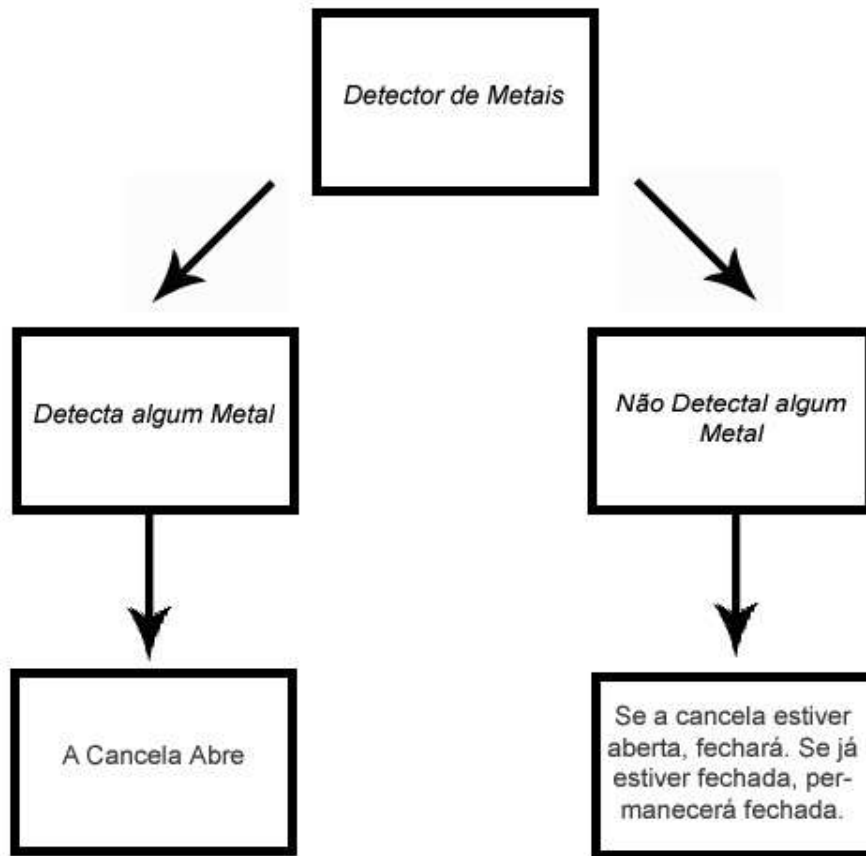 Detector de Metais
Detecta algum Metal
Não Detectal algum
Metal
A Cancela Abre
Se a cancela estiver
aberta, fechará. Se já
estiver fechada, per-
manecerá fechada.